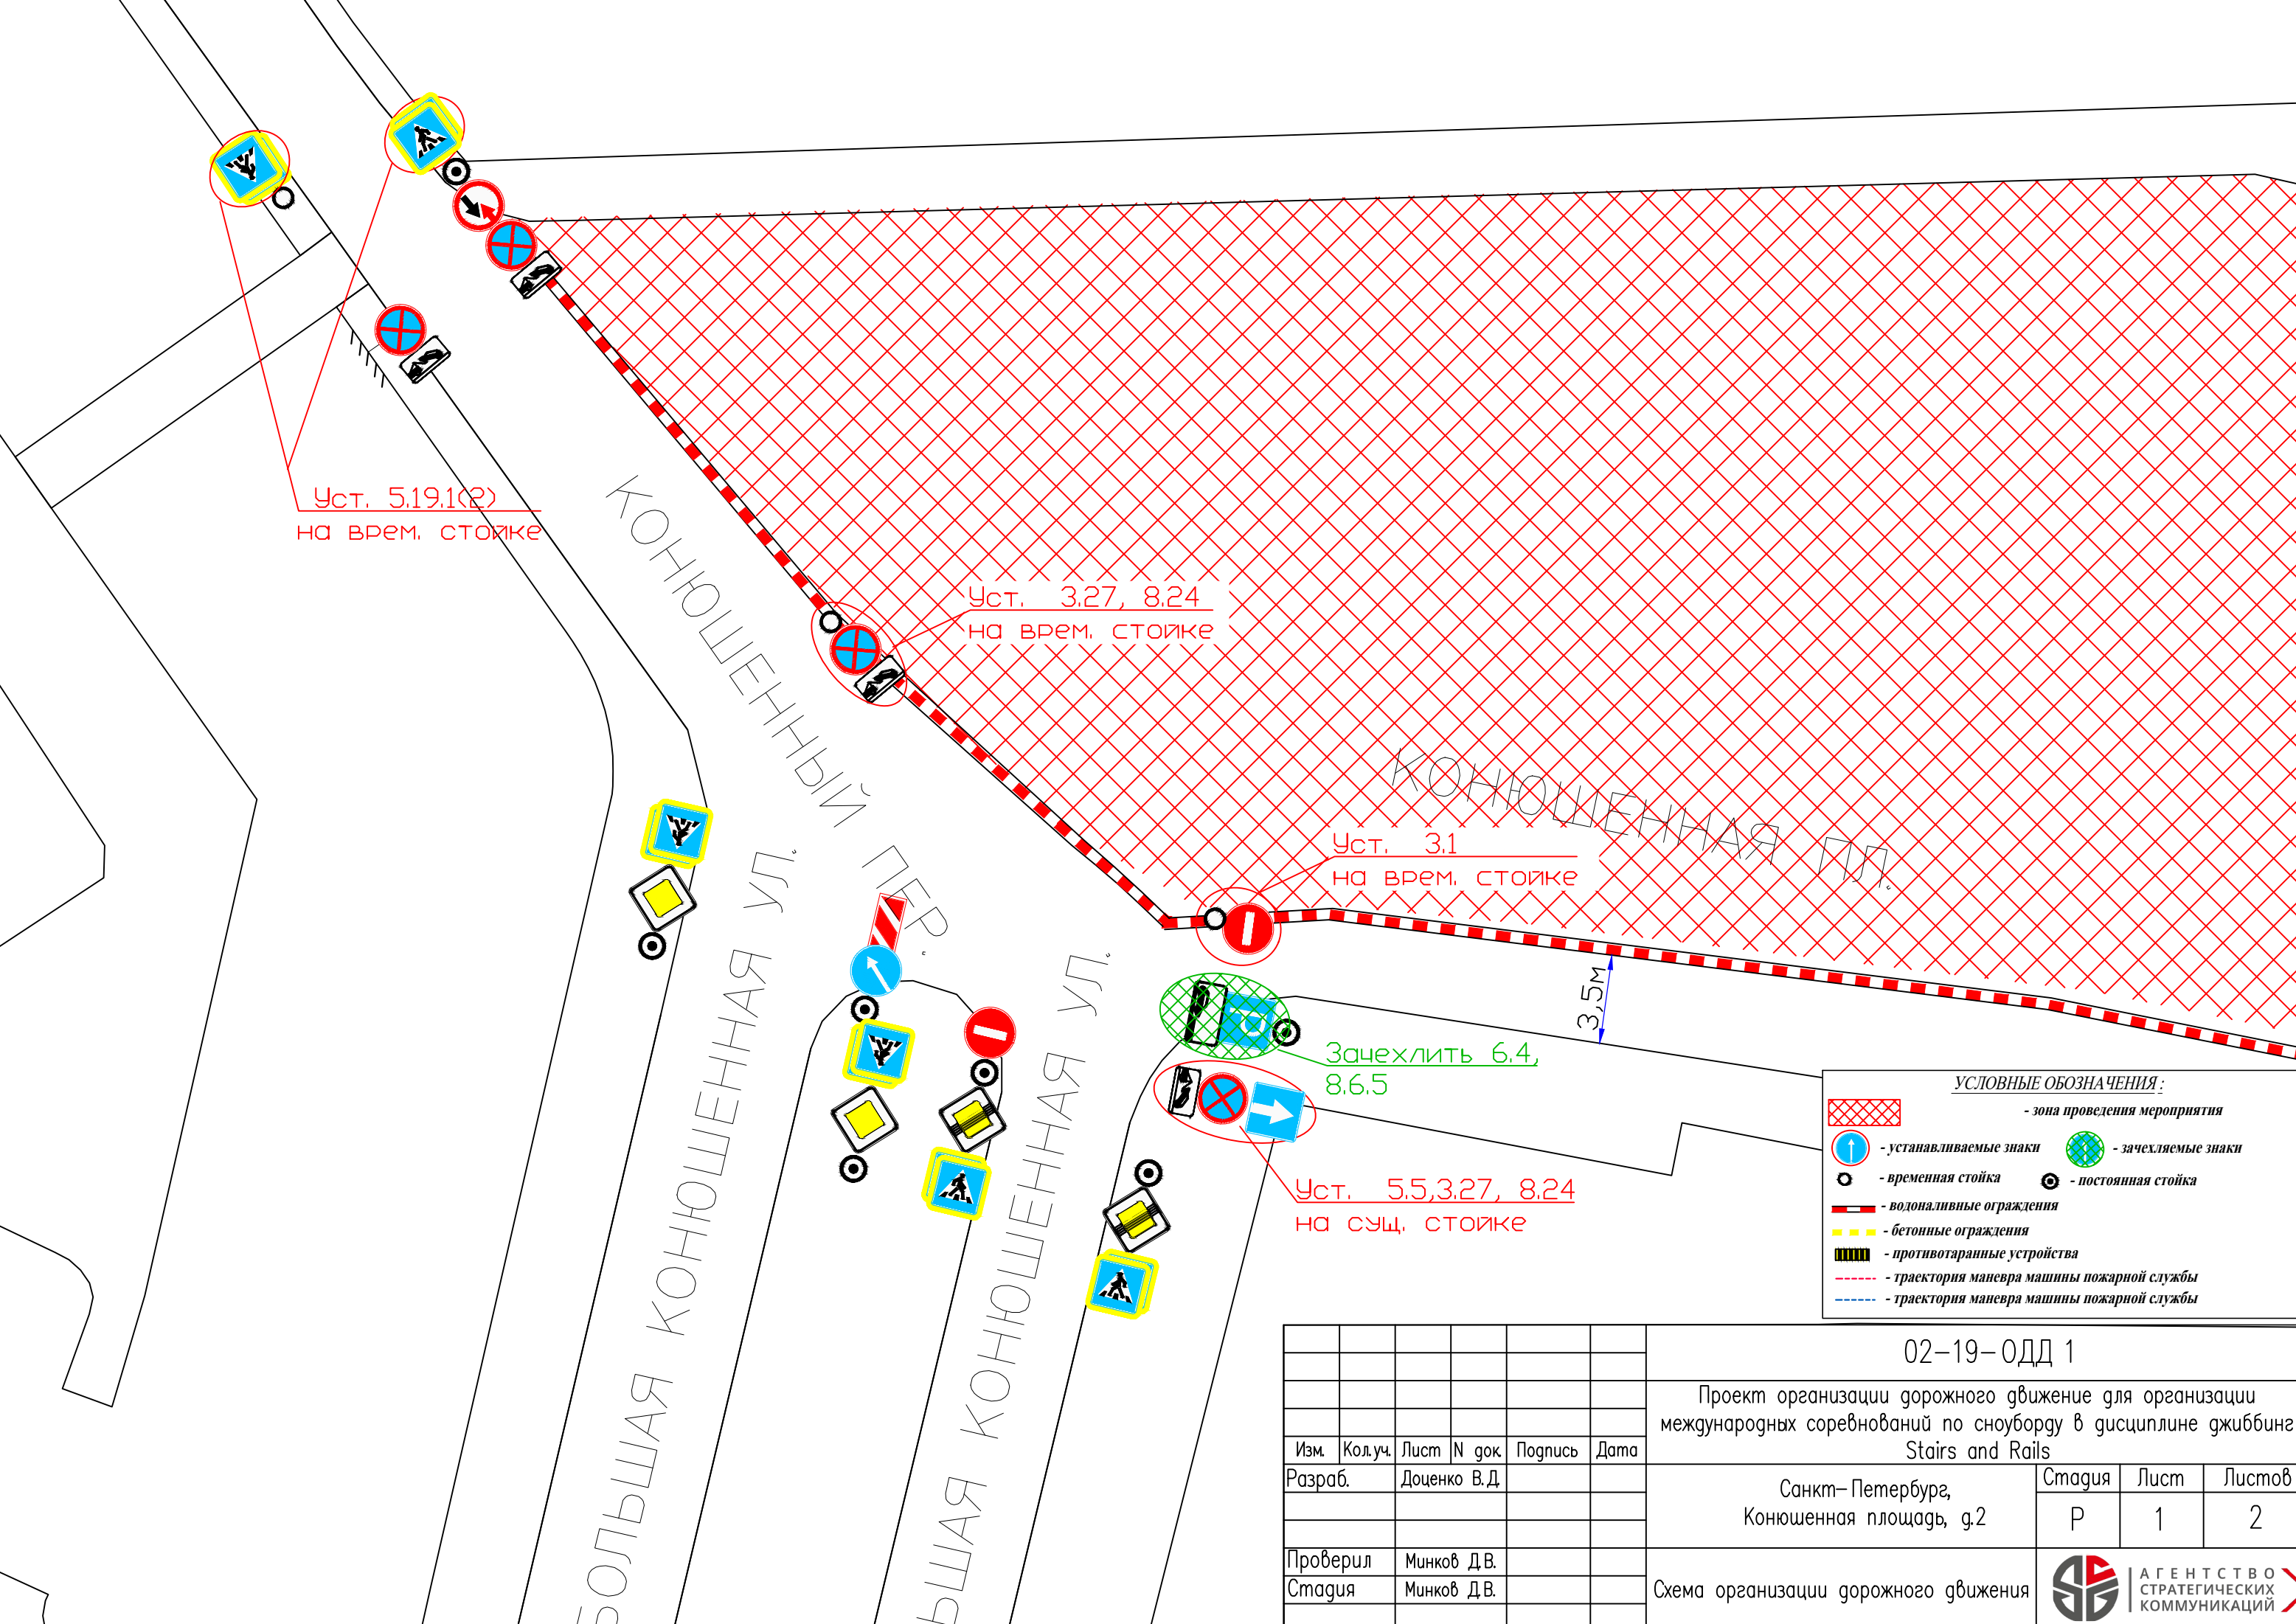 Уст. 5.19.1(2)
на врем. стойке
КОНЮШЕННЫЙ ПЕР.
Уст. 3.27, 8.24
на врем. стойке
КОНЮШЕННАЯ ПЛ.
Уст. 3.1
на врем. стойке
3,5м
Зачехлить 6.4,
8.6.5
Уст. 5.5,3.27, 8.24
на сущ. стойке
БОЛЬШАЯ КОНЮШЕННАЯ УЛ.
ЬШАЯ КОНЮШЕННАЯ УЛ.
УСЛОВНЫЕ ОБОЗНАЧЕНИЯ :
- зона проведения мероприятия
- устанавливаемые знаки
- зачехляемые знаки
- временная стойка
- постоянная стойка
- водоналивные ограждения
- бетонные ограждения
- противотаранные устройства
- траектория маневра машины пожарной службы
- траектория маневра машины пожарной службы
02-19-ОДД 1
Проект организации дорожного движение для организации
международных соревнований по сноуборду в дисциплине джиббинг
Stairs and Rails
Изм. Кол.уч. Лист N док. Подпись Дата
Разраб. Доценко В.Д.
Санкт-Петербург,
Конюшенная площадь, д.2
Стадия Лист Листов
Р 1 2
Проверил Минков Д.В.
Стадия Минков Д.В.
Схема организации дорожного движения
АГЕНТСТВО
СТРАТЕГИЧЕСКИХ
КОММУНИКАЦИЙ